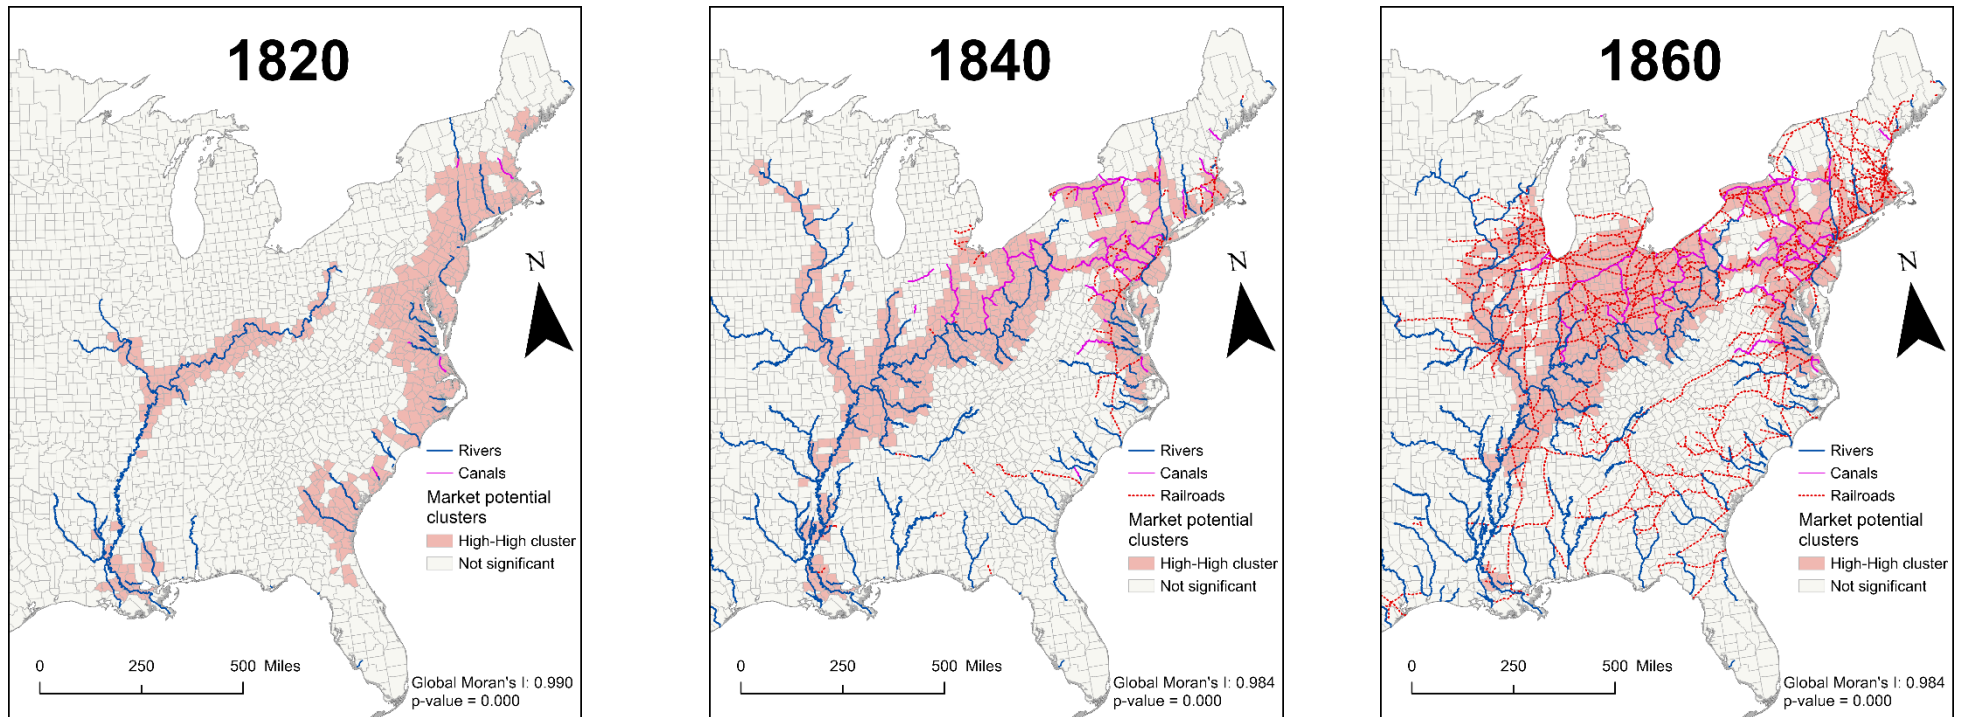 1820
N
Rivers
Canals
Market potential
clusters
High-High cluster
Not significant
0 250 500 Miles
Global Moran's I: 0.990
p-value = 0.000
1840
N
Rivers
Canals
Railroads
Market potential
clusters
High-High cluster
Not significant
0 250 500 Miles
Global Moran's I: 0.984
p-value = 0.000
1860
N
Rivers
Canals
Railroads
Market potential
clusters
High-High cluster
Not significant
0 250 500 Miles
Global Moran's I: 0.984
p-value = 0.000